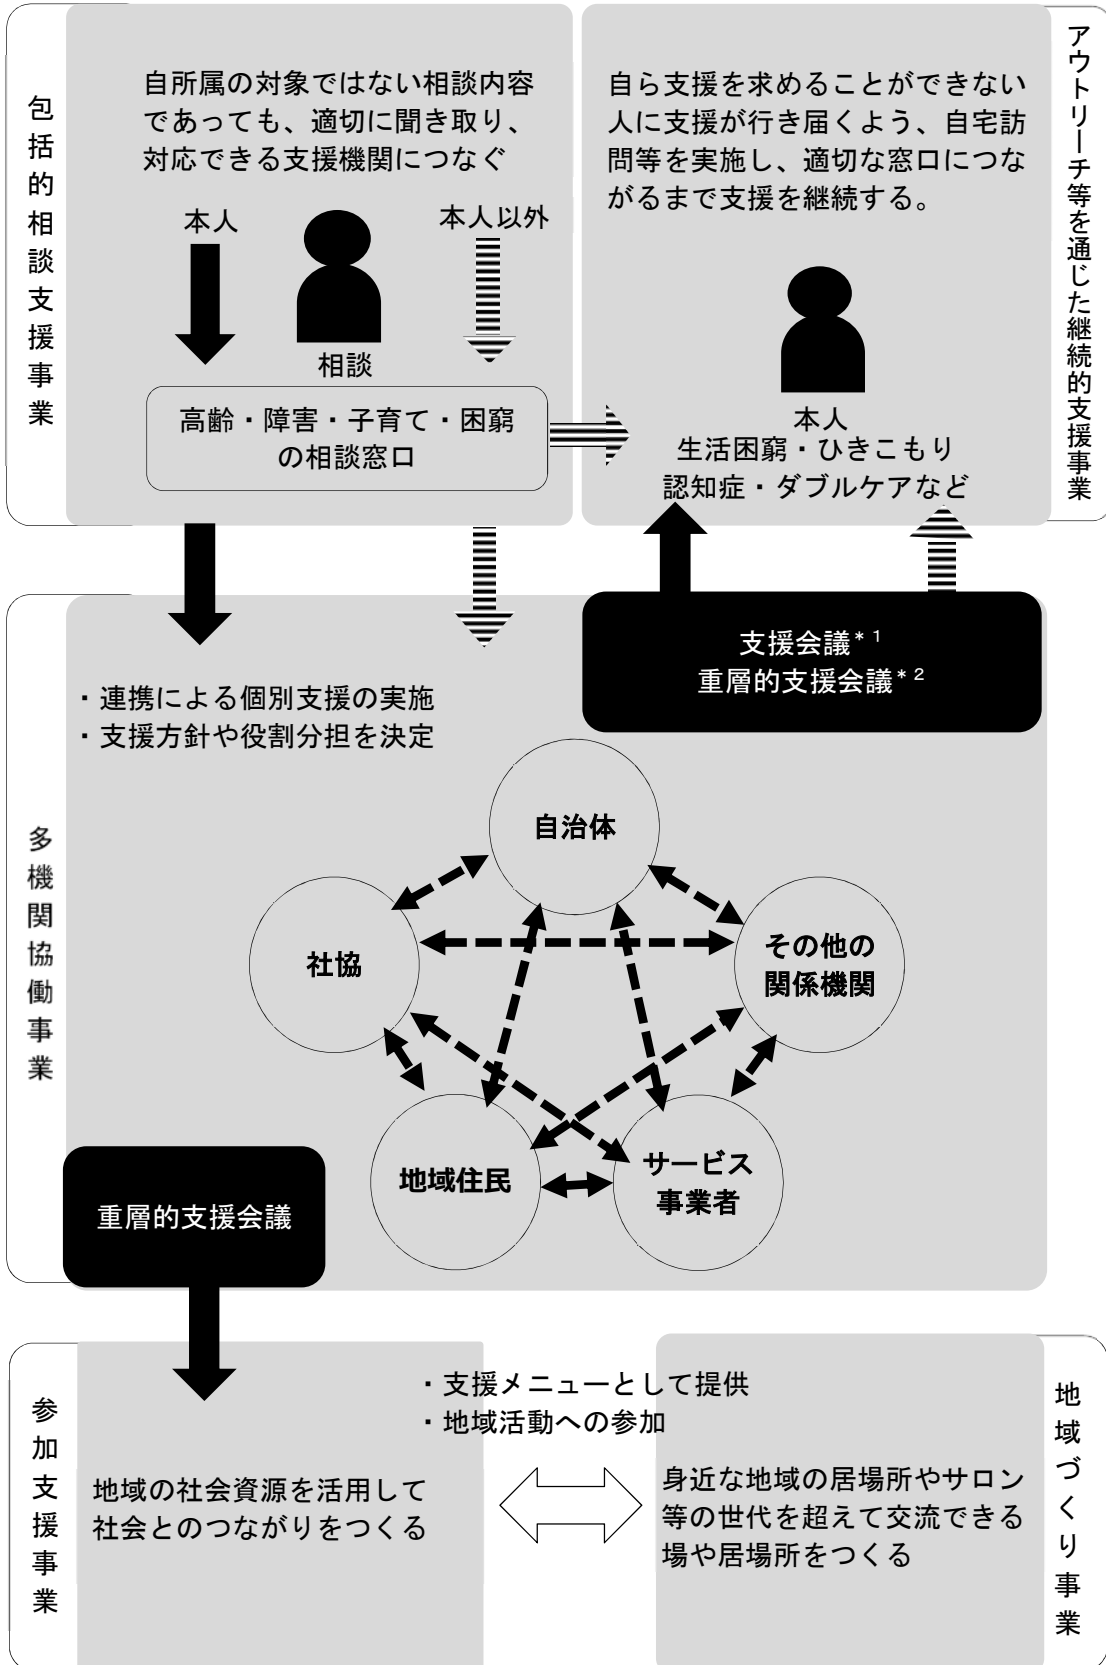 包括的相談支援事業
自所属の対象ではない相談内容
であっても、適切に聞き取り、
対応できる支援機関につなぐ
本人
本人以外
相談
高齢・障害・子育て・困窮
の相談窓口
アウトリーチ等を通じた継続的支援事業
自ら支援を求めることができない
人に支援が行き届くよう、自宅訪
問等を実施し、適切な窓口につな
がるまで支援を継続する。
本人
生活困窮・ひきこもり
認知症・ダブルケアなど
多機関協働事業
支援会議*1
重層的支援会議*2
・連携による個別支援の実施
・支援方針や役割分担を決定
自治体
社協
その他の
関係機関
地域住民
サービス
事業者
重層的支援会議
参加支援事業
・支援メニューとして提供
・地域活動への参加
地域の社会資源を活用して
社会とのつながりをつくる
身近な地域の居場所やサロン
等の世代を超えて交流できる
場や居場所をつくる
地域づくり事業